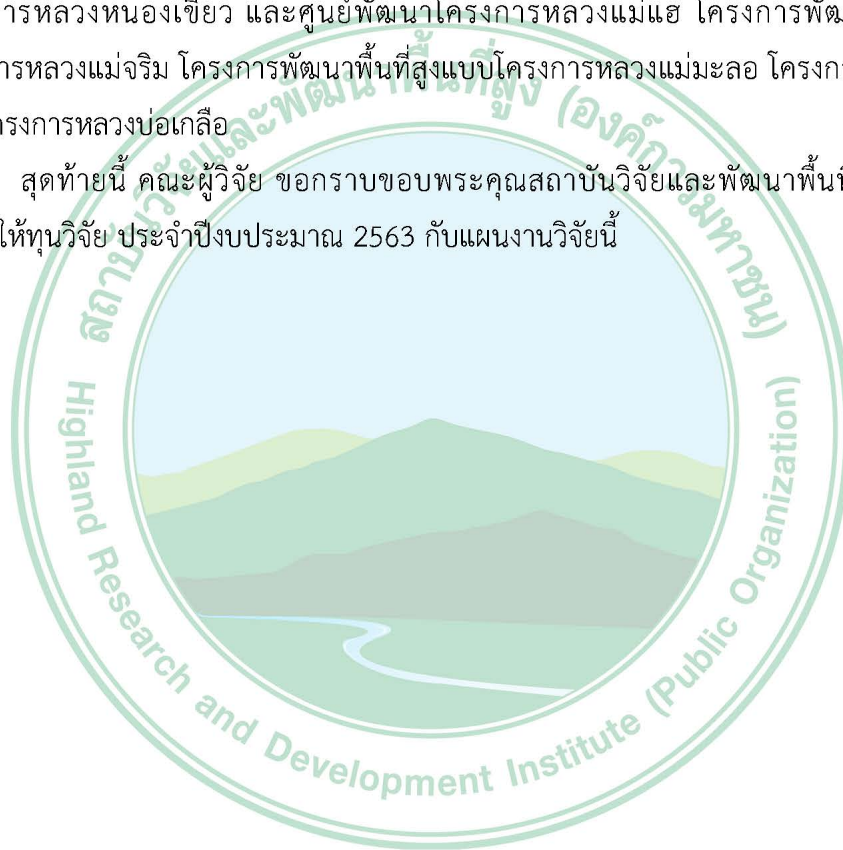 การหลวงหนองเขียว และศูนย์พัฒนาโครงการหลวงแม่แฮ โครงการพัฒ
การหลวงแม่จริม โครงการพัฒนาพื้นที่สูงแบบโครงการหลวงแม่มะลอ โครงกา
ครงการหลวงบ่อเกลือ
สุดท้ายนี้ คณะผู้วิจัย ขอกราบขอบพระคุณสถาบันวิจัยและพัฒนาพื้นที่
ให้ทุนวิจัย ประจำปีงบประมาณ 2563 กับแผนงานวิจัยนี้
สถาบันวิจัยและพัฒนาพื้นที่สูง (องค์การมหาชน)
Highland Research and Development Institute (Public Organization)